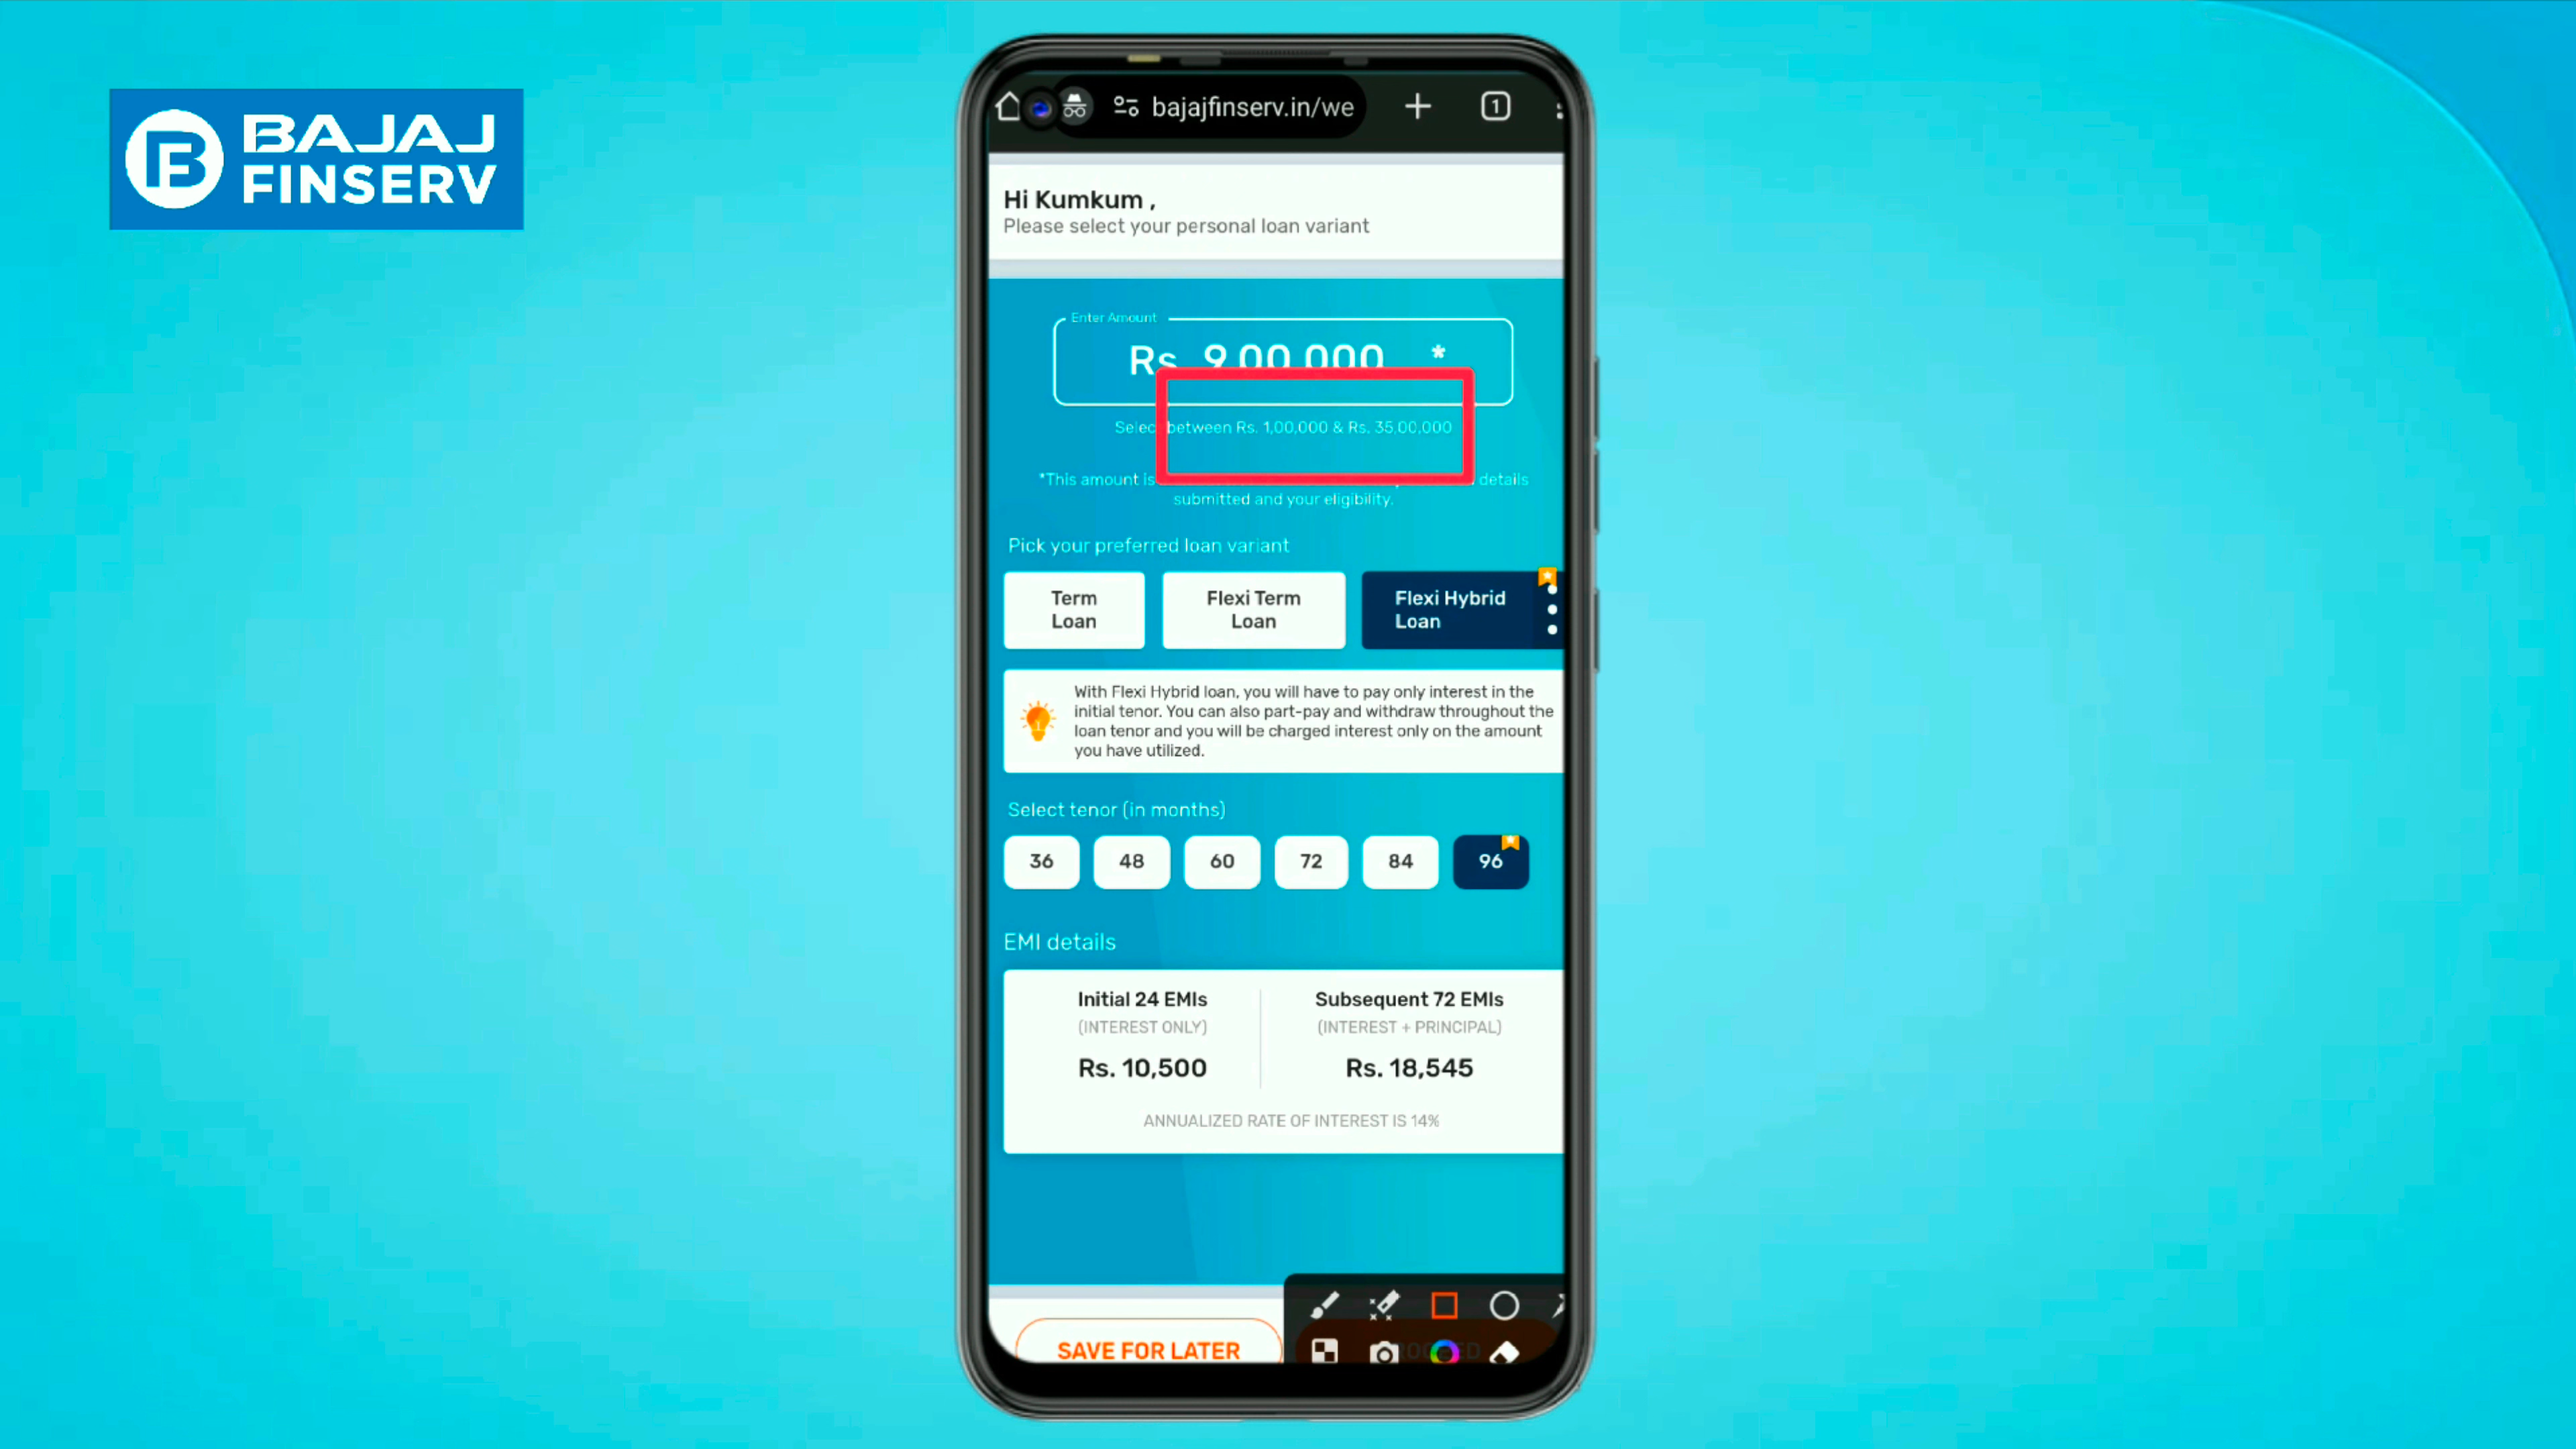 BAJAJ
FINSERV
bajajfinserv.in/we
1
Hi Kumkum ,
Please select your personal loan variant
Enter Amount
Rs. 9,00,000 *
Select between Rs. 1,00,000 & Rs. 35,00,000
*This amount is details
submitted and your eligibility.
Pick your preferred loan variant
Term
Loan
Flexi Term
Loan
Flexi Hybrid
Loan
With Flexi Hybrid loan, you will have to pay only interest in the
initial tenor. You can also part-pay and withdraw throughout the
loan tenor and you will be charged interest only on the amount
you have utilized.
Select tenor (in months)
36 48 60 72 84 96
EMI details
Initial 24 EMIs
(INTEREST ONLY)
Rs. 10,500
Subsequent 72 EMIs
(INTEREST + PRINCIPAL)
Rs. 18,545
ANNUALIZED RATE OF INTEREST IS 14%
SAVE FOR LATER